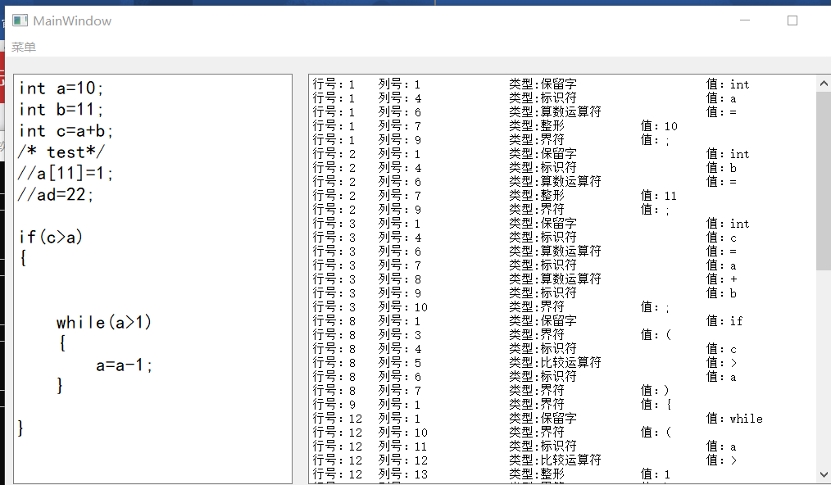 MainWindow
菜单
int a=10;
int b=11;
int c=a+b;
/* test*/
//a[11]=1;
//ad=22;
if(c>a)
{
while(a>1)
{
a=a-1;
}
}
行号: 1 列号: 1 类型:保留字 值: int
行号: 1 列号: 4 类型:标识符 值: a
行号: 1 列号: 6 类型:算数运算符 值: =
行号: 1 列号: 7 类型:整形 值: 10
行号: 1 列号: 9 类型:界符 值: ;
行号: 2 列号: 1 类型:保留字 值: int
行号: 2 列号: 4 类型:标识符 值: b
行号: 2 列号: 6 类型:算数运算符 值: =
行号: 2 列号: 7 类型:整形 值: 11
行号: 2 列号: 9 类型:界符 值: ;
行号: 3 列号: 1 类型:保留字 值: int
行号: 3 列号: 4 类型:标识符 值: c
行号: 3 列号: 6 类型:算数运算符 值: =
行号: 3 列号: 7 类型:标识符 值: a
行号: 3 列号: 8 类型:算数运算符 值: +
行号: 3 列号: 9 类型:标识符 值: b
行号: 3 列号: 10 类型:界符 值: ;
行号: 8 列号: 1 类型:保留字 值: if
行号: 8 列号: 3 类型:界符 值: (
行号: 8 列号: 4 类型:标识符 值: c
行号: 8 列号: 5 类型:比较运算符 值: >
行号: 8 列号: 6 类型:标识符 值: a
行号: 8 列号: 7 类型:界符 值: )
行号: 9 列号: 1 类型:界符 值: {
行号: 12 列号: 1 类型:保留字 值: while
行号: 12 列号: 10 类型:界符 值: (
行号: 12 列号: 11 类型:标识符 值: a
行号: 12 列号: 12 类型:比较运算符 值: >
行号: 12 列号: 13 类型:整形 值: 1